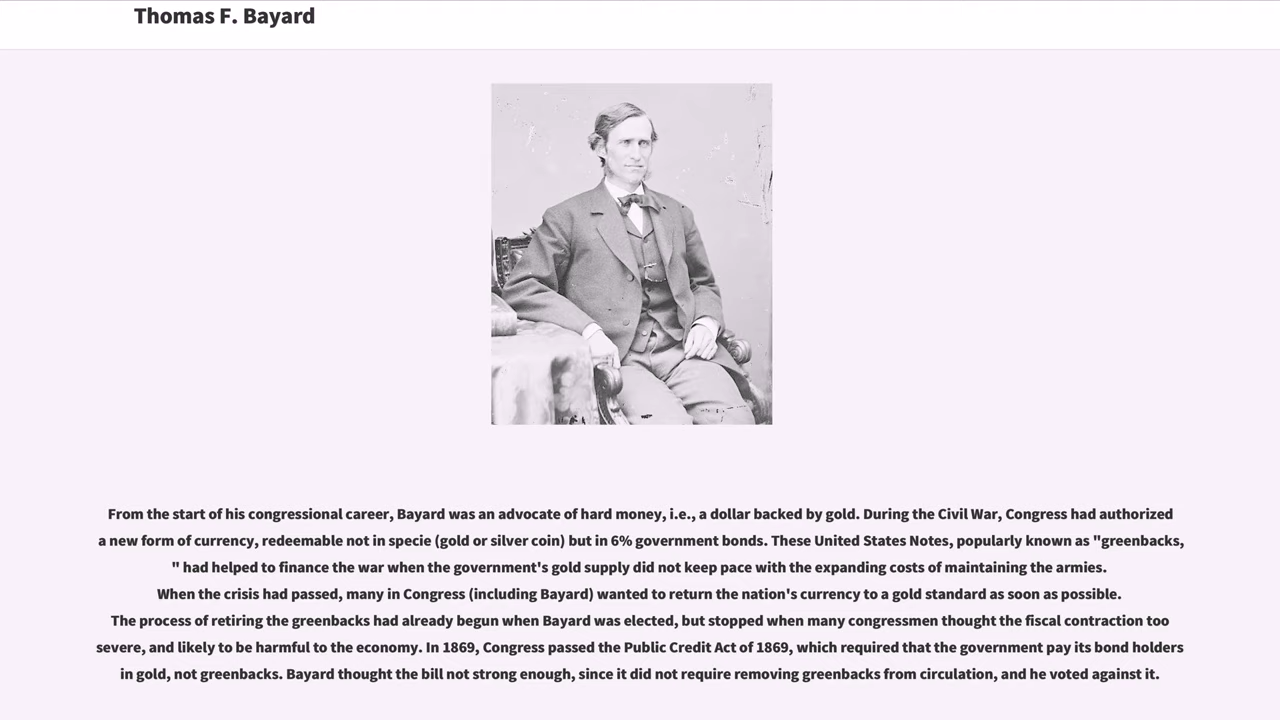 Thomas F. Bayard
From the start of his congressional career, Bayard was an advocate of hard money, i.e., a dollar backed by gold. During the Civil War, Congress had authorized
a new form of currency, redeemable not in specie (gold or silver coin) but in 6% government bonds. These United States Notes, popularly known as "greenbacks,
" had helped to finance the war when the government's gold supply did not keep pace with the expanding costs of maintaining the armies.
When the crisis had passed, many in Congress (including Bayard) wanted to return the nation's currency to a gold standard as soon as possible.
The process of retiring the greenbacks had already begun when Bayard was elected, but stopped when many congressmen thought the fiscal contraction too
severe, and likely to be harmful to the economy. In 1869, Congress passed the Public Credit Act of 1869, which required that the government pay its bond holders
in gold, not greenbacks. Bayard thought the bill not strong enough, since it did not require removing greenbacks from circulation, and he voted against it.